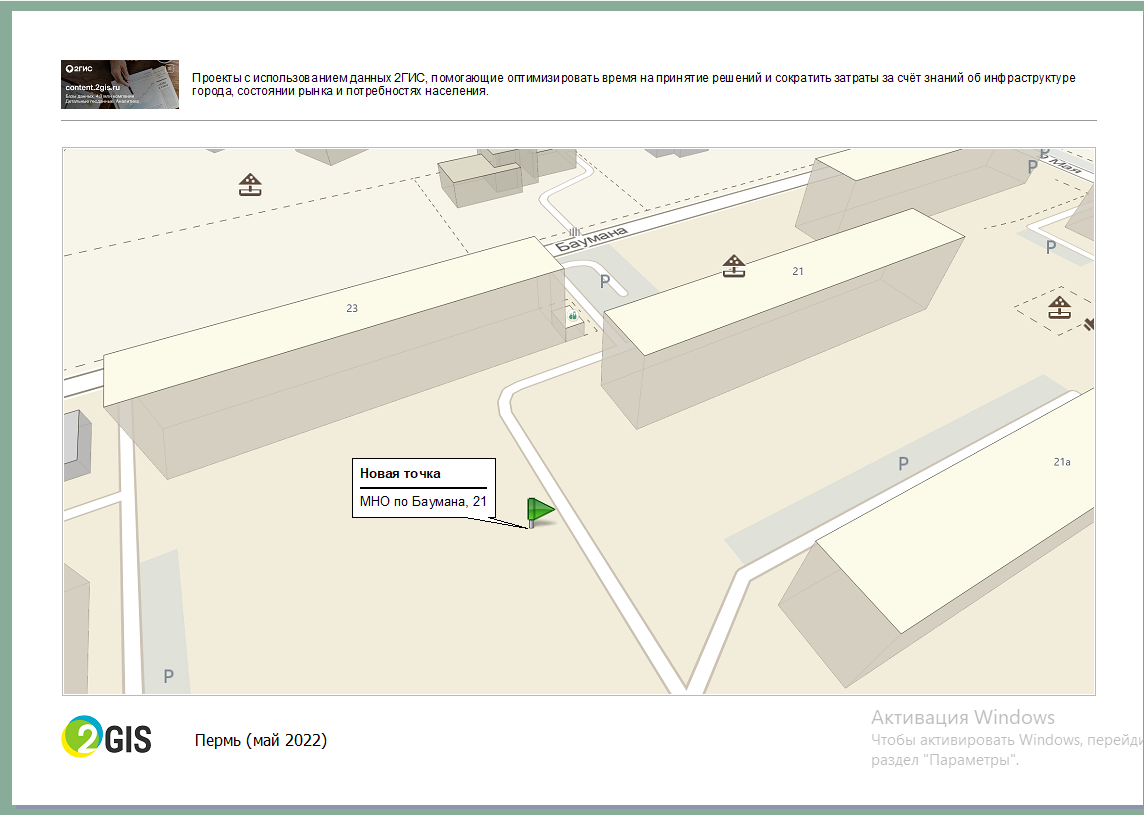 2ГИС
content.2gis.ru
Проекты с использованием данных 2ГИС, помогающие оптимизировать время на принятие решений и сократить затраты за счёт знаний об инфраструктуре
города, состоянии рынка и потребностях населения.
P
P
Мая
Баумана
P
21
P
23
P
21а
Новая точка
МНО по Баумана, 21
P
2GIS
Пермь (май 2022)
Активация Windows
Чтобы активировать Windows, перейди
раздел "Параметры".